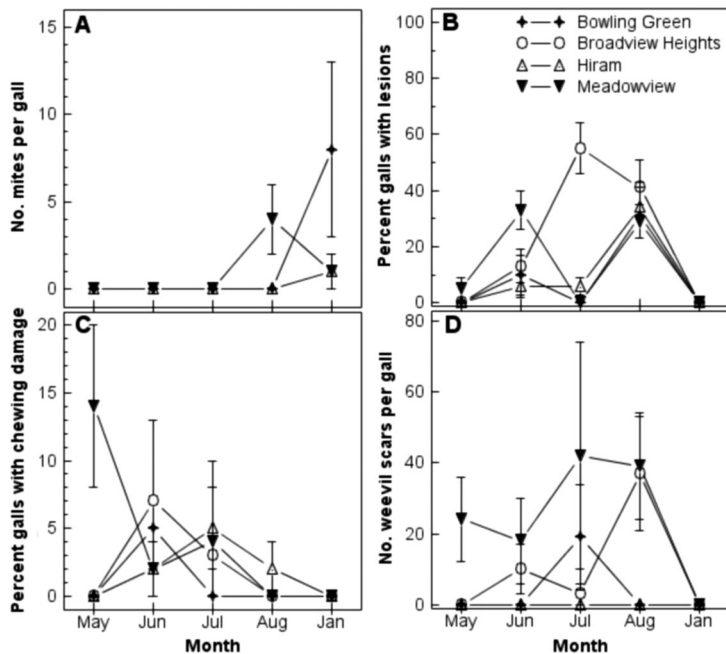 A
No. mites per gall
15
10
5
0
B
Percent galls with lesions
100
80
60
40
20
0
Bowling Green
Broadview Heights
Hiram
Meadowview
C
Percent galls with chewing damage
20
15
10
5
0
May Jun Jul Aug Jan
Month
D
No. weevil scars per gall
80
60
40
20
0
May Jun Jul Aug Jan
Month